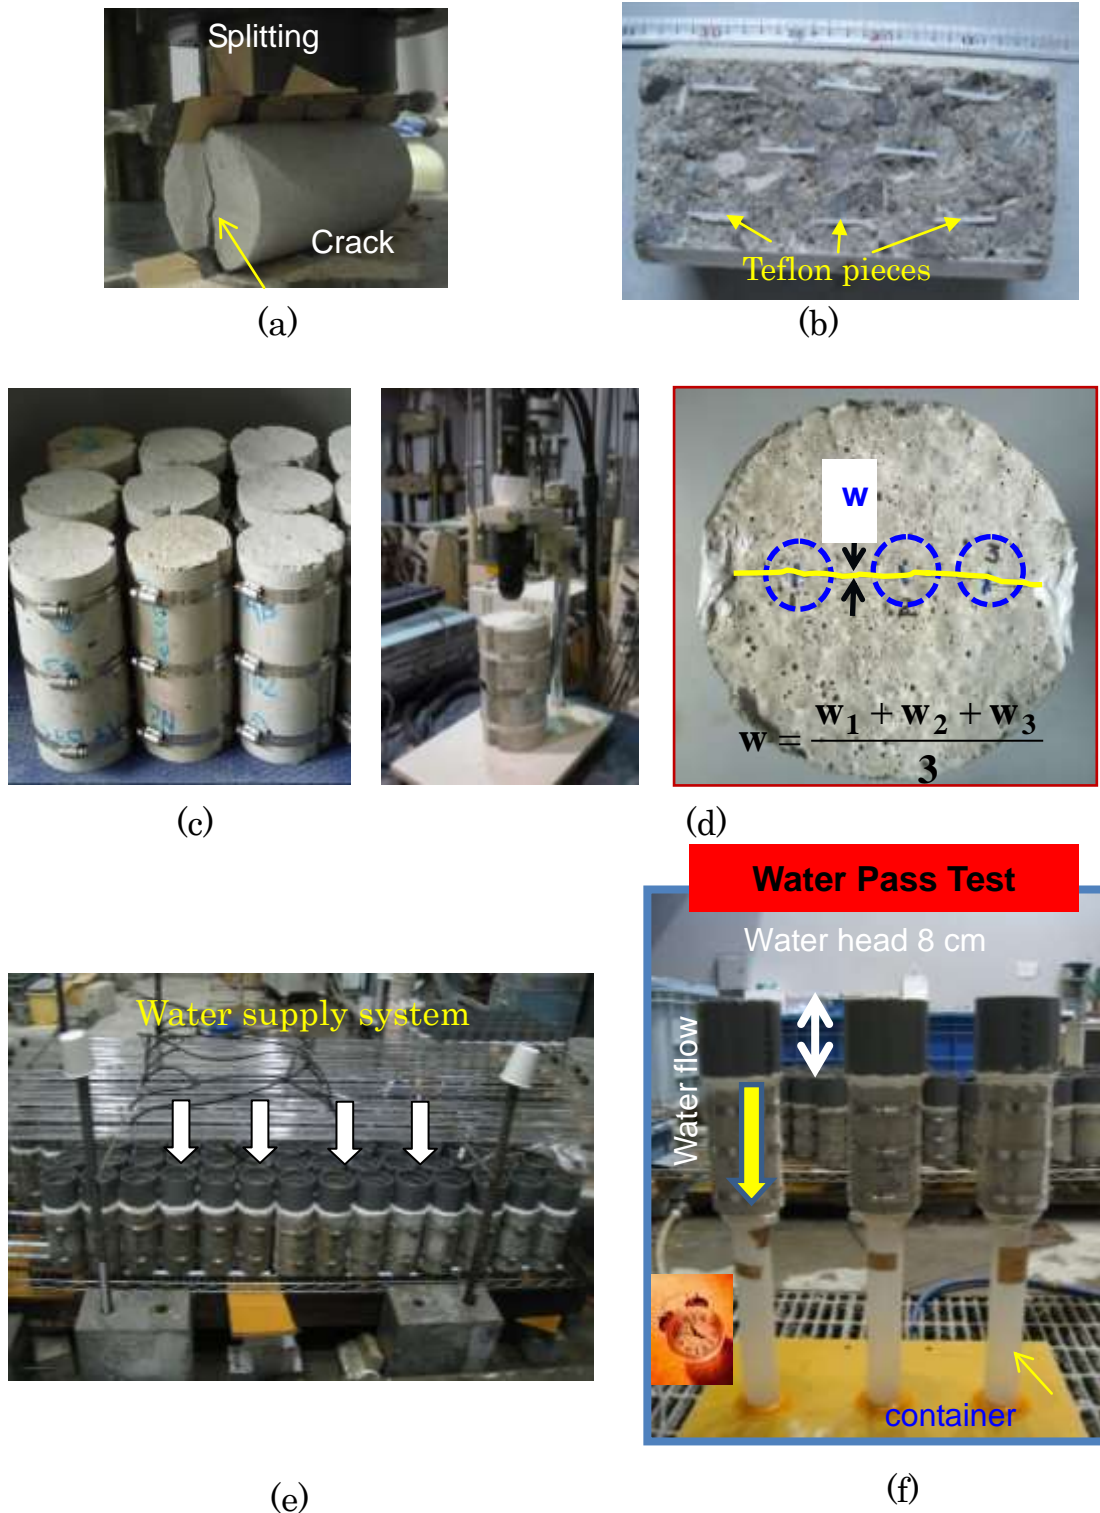 Splitting
Crack
(a)
Teflon pieces
(b)
(c)
w
3
w = (w₁ + w₂ + w₃) / 3
(d)
Water supply system
(e)
Water Pass Test
Water head 8 cm
Water flow
container
(f)